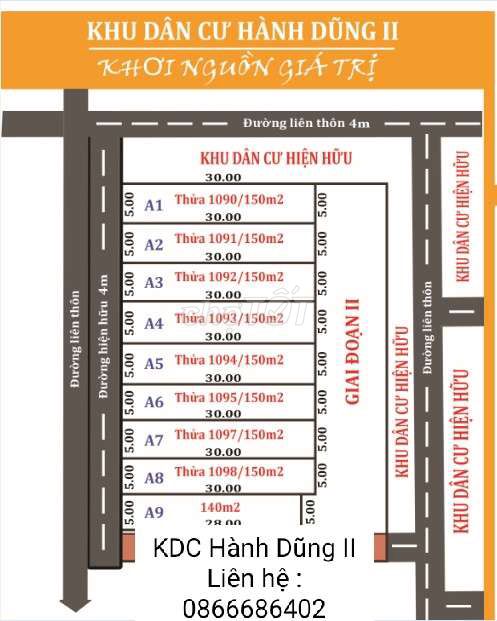 KHU DÂN CƯ HÀNH DŨNG II
KHƠI NGUỒN GIÁ TRỊ
Đường liên thôn 4m
KHU DÂN CƯ HIỆN HỮU
30.00
5.00 A1 Thửa 1090/150m2 5.00
30.00
5.00 A2 Thửa 1091/150m2 5.00
30.00
5.00 A3 Thửa 1092/150m2 5.00
30.00
5.00 A4 Thửa 1093/150m2 5.00
30.00
5.00 A5 Thửa 1094/150m2 5.00
30.00
5.00 A6 Thửa 1095/150m2 5.00
30.00
5.00 A7 Thửa 1097/150m2 5.00
30.00
5.00 A8 Thửa 1098/150m2 5.00
30.00
5.00 A9 140m2 5.00
28.00
Đường liên thôn
Đường hiện hữu 4m
GIAI ĐOẠN II
KHU DÂN CƯ HIỆN HỮU
Đường liên thôn
KHU DÂN CƯ HIỆN HỮU
KHU DÂN CƯ HIỆN HỮU
KDC Hành Dũng II
Liên hệ :
0866686402